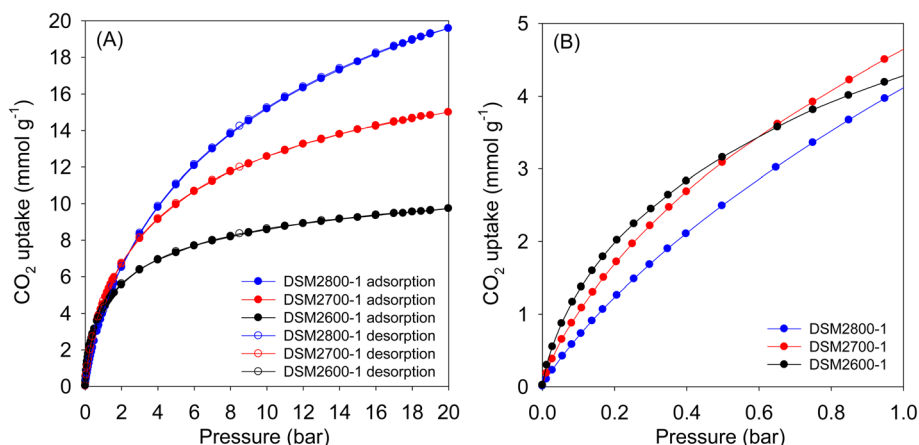 (A)
CO2 uptake (mmol g-1)
20
18
16
14
12
10
8
6
4
2
0
DSM2800-1 adsorption
DSM2700-1 adsorption
DSM2600-1 adsorption
DSM2800-1 desorption
DSM2700-1 desorption
DSM2600-1 desorption
0 2 4 6 8 10 12 14 16 18 20
Pressure (bar)
(B)
CO2 uptake (mmol g-1)
5
4
3
2
1
0
DSM2800-1
DSM2700-1
DSM2600-1
0.0 0.2 0.4 0.6 0.8 1.0
Pressure (bar)